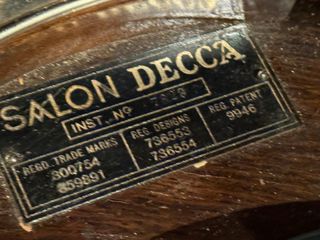 SALON DECCA
INST. NO
REGD. TRADE MARKS REG. DESIGNS REG. PATENT
300754 736553 9946
359891 736554